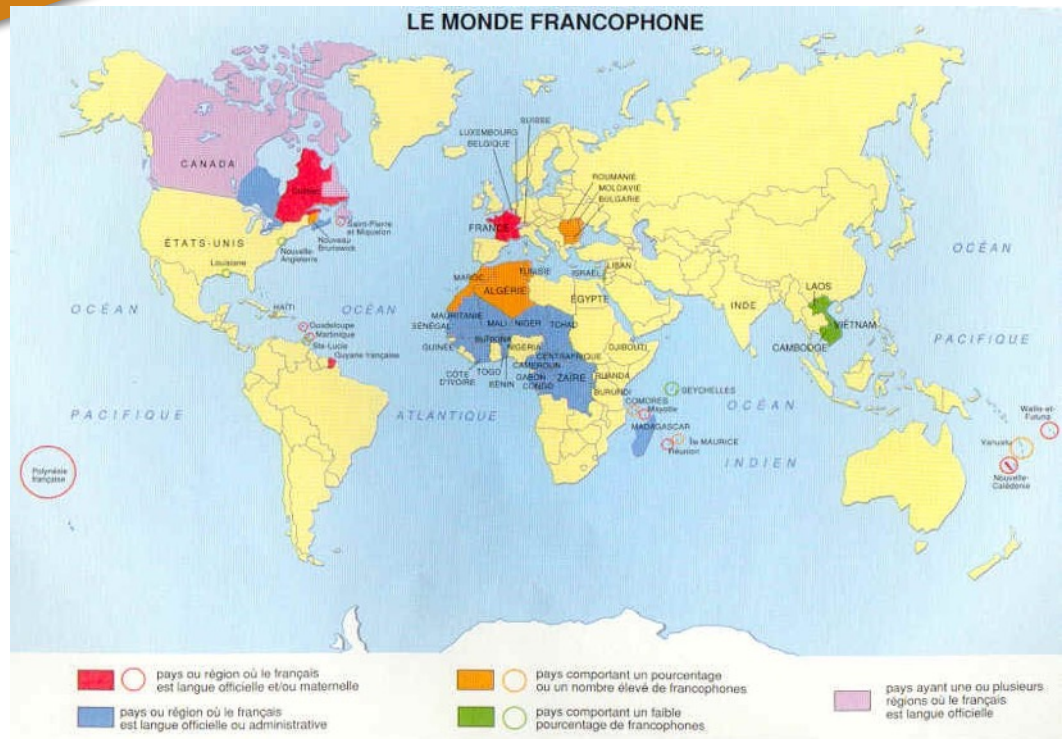 LE MONDE FRANCOPHONE
SUISSE
LUXEMBOURG
BELGIQUE
CANADA
Québec
ROUMANIE
MOLDAVIE
BULGARIE
FRANCE
Saint-Pierre
et Miquelon
Nouveau
Brunswick
Nouvelle-
Angleterre
ÉTATS-UNIS
Louisiane
OCÉAN
PACIFIQUE
OCÉAN
ATLANTIQUE
OCÉAN
PACIFIQUE
OCÉAN
INDIEN
MAROC
TUNISIE
ISRAEL
LIBAN
ALGÉRIE
ÉGYPTE
INDE
LAOS
VIÊTNAM
CAMBODGE
HAÏTI
Guadeloupe
Martinique
Ste-Lucie
Guyane française
MAURITANIE
SÉNÉGAL
MALI
NIGER
TCHAD
GUINÉE
BURKINA
NIGERIA
DJIBOUTI
CENTRAFRIQUE
CÔTE
D'IVOIRE
TOGO
BÉNIN
CAMEROUN
GABON
CONGO
ZAÏRE
RUANDA
BURUNDI
SEYCHELLES
COMORES
Mayotte
MADAGASCAR
ÎLE MAURICE
Réunion
Wallis-et-
Futuna
Vanuatu
Nouvelle-
Calédonie
Polynésie
française
pays ou région où le français
est langue officielle et/ou maternelle
pays ou région où le français
est langue officielle ou administrative
pays comportant un pourcentage
ou un nombre élevé de francophones
pays comportant un faible
pourcentage de francophones
pays ayant une ou plusieurs
régions où le français
est langue officielle